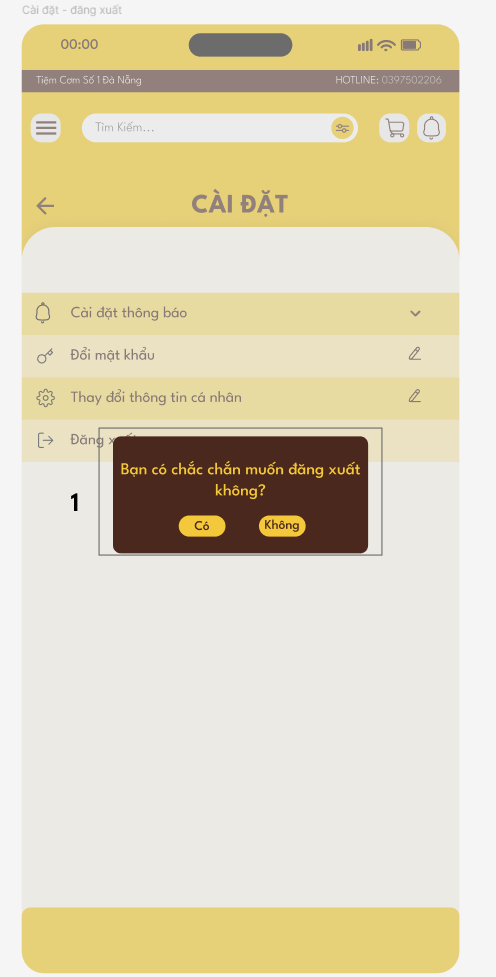 Cài đặt - đăng xuất
00:00
Tiệm Cơm Số 1 Đà Nẵng HOTLINE: 0397502206
Tìm Kiếm...
CÀI ĐẶT
Cài đặt thông báo
Đổi mật khẩu
Thay đổi thông tin cá nhân
Đăng
Bạn có chắc chắn muốn đăng xuất
không?
1
Có Không